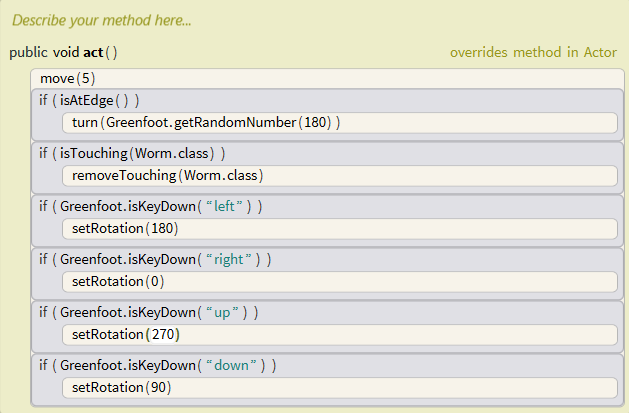 Describe your method here...
public void act() overrides method in Actor
move(5)
if (isAtEdge())
turn(Greenfoot.getRandomNumber(180))
if (isTouching(Worm.class))
removeTouching(Worm.class)
if (Greenfoot.isKeyDown(“left”))
setRotation(180)
if (Greenfoot.isKeyDown(“right”))
setRotation(0)
if (Greenfoot.isKeyDown(“up”))
setRotation(270)
if (Greenfoot.isKeyDown(“down”))
setRotation(90)